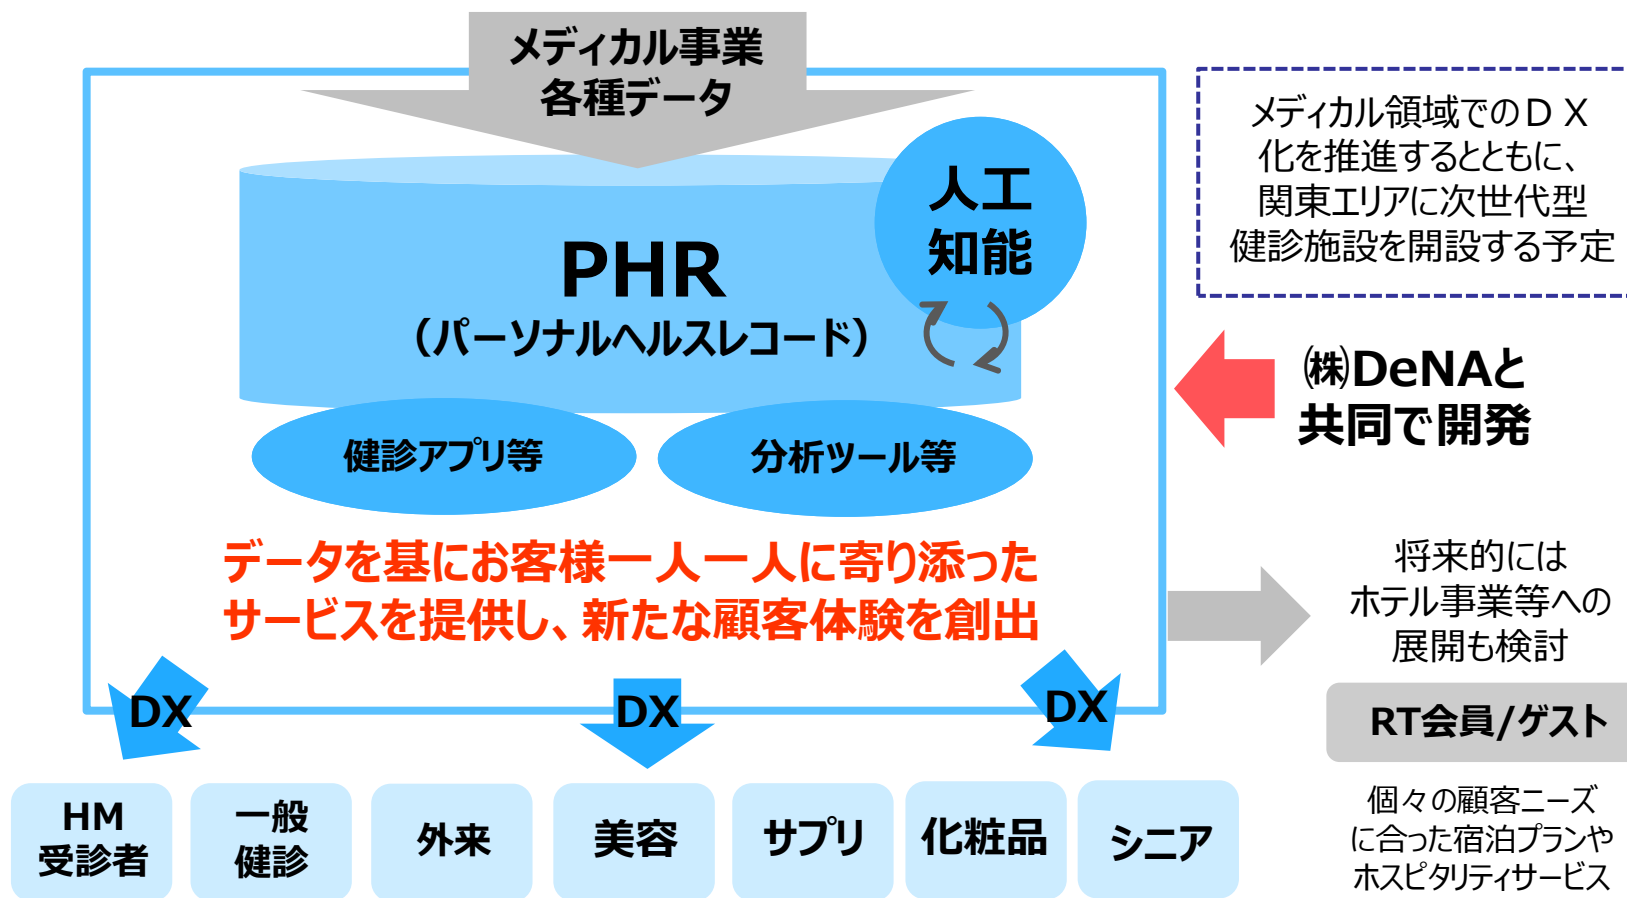 メディカル事業
各種データ
人工
知能
PHR
（パーソナルヘルスレコード）
健診アプリ等
分析ツール等
データを基にお客様一人一人に寄り添った
サービスを提供し、新たな顧客体験を創出
DX
DX
DX
HM
受診者
一般
健診
外来
美容
サプリ
化粧品
シニア
メディカル領域でのＤＸ
化を推進するとともに、
関東エリアに次世代型
健診施設を開設する予定
㈱DeNAと
共同で開発
将来的には
ホテル事業等への
展開も検討
RT会員/ゲスト
個々の顧客ニーズ
に合った宿泊プランや
ホスピタリティサービス